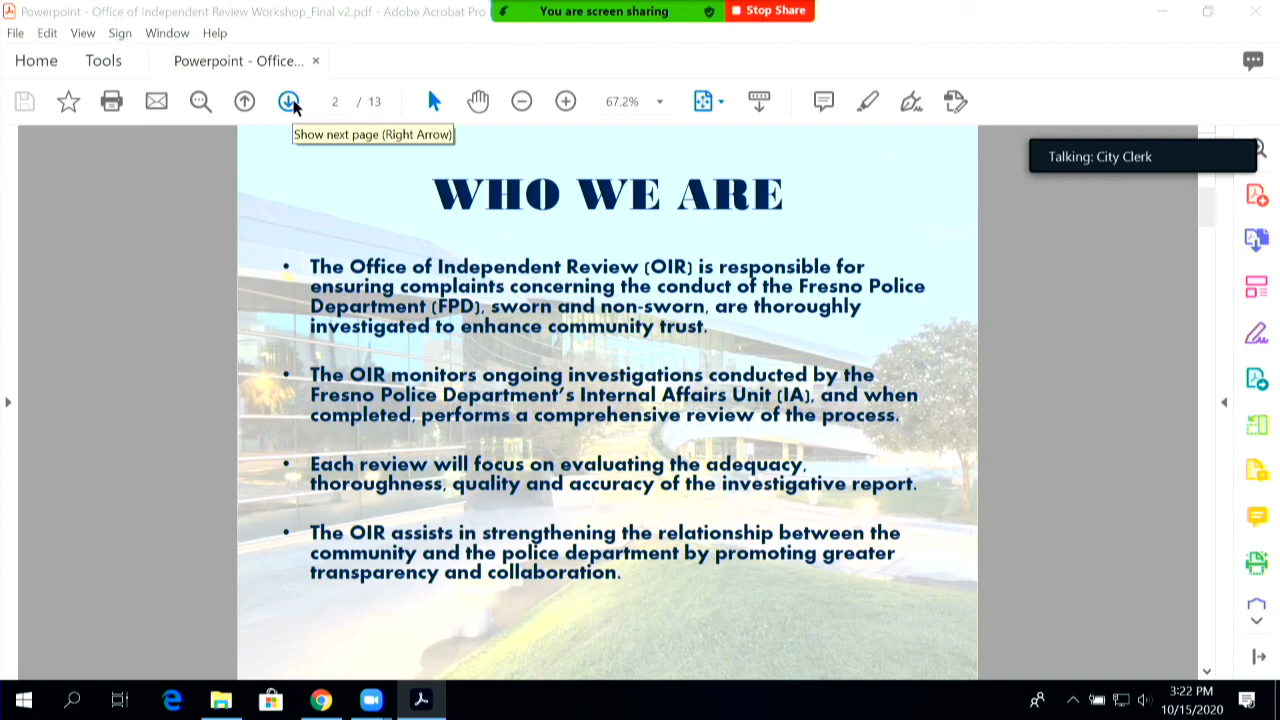 Powerpoint - Office of Independent Review Workshop_Final v2.pdf - Adobe Acrobat Pro
You are screen sharing
Stop Share
File Edit View Sign Window Help
Home Tools Powerpoint - Office... ×
2 / 13 67.2%
Show next page (Right Arrow)
Talking: City Clerk
WHO WE ARE
• The Office of Independent Review (OIR) is responsible for
ensuring complaints concerning the conduct of the Fresno Police
Department (FPD), sworn and non-sworn, are thoroughly
investigated to enhance community trust.
• The OIR monitors ongoing investigations conducted by the
Fresno Police Department's Internal Affairs Unit (IA), and when
completed, performs a comprehensive review of the process.
• Each review will focus on evaluating the adequacy,
thoroughness, quality and accuracy of the investigative report.
• The OIR assists in strengthening the relationship between the
community and the police department by promoting greater
transparency and collaboration.
3:22 PM
10/15/2020